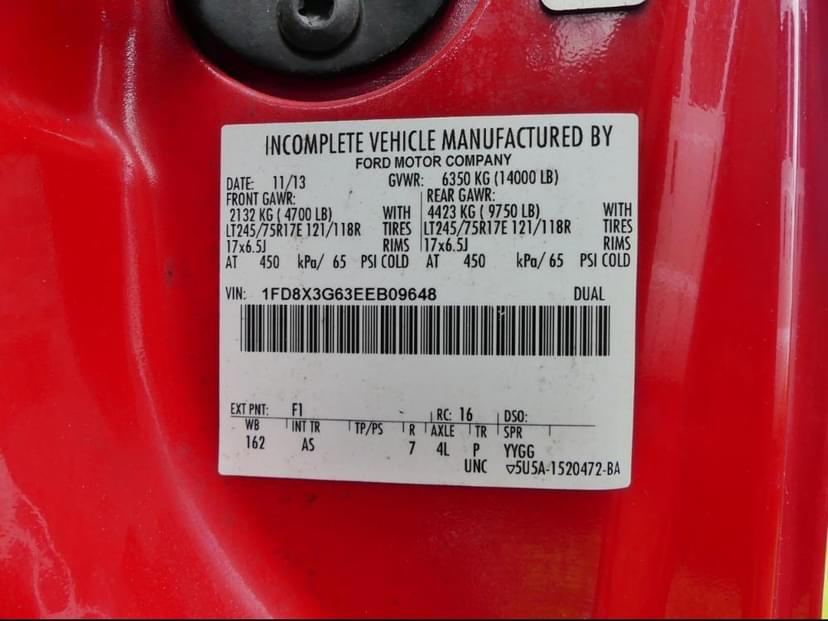 INCOMPLETE VEHICLE MANUFACTURED BY
FORD MOTOR COMPANY
DATE: 11/13 GVWR: 6350 KG (14000 LB)
FRONT GAWR: REAR GAWR:
2132 KG ( 4700 LB) WITH 4423 KG ( 9750 LB) WITH
LT245/75R17E 121/118R TIRES LT245/75R17E 121/118R TIRES
17x6.5J RIMS 17x6.5J RIMS
AT 450 kPa/ 65 PSI COLD AT 450 kPa/ 65 PSI COLD
VIN: 1FD8X3G63EEB09648 DUAL
EXT PNT: F1 RC: 16 DSO:
WB INT TR TP/PS R AXLE TR SPR
162 AS 7 4L P YYGG
UNC ▽5U5A-1520472-BA